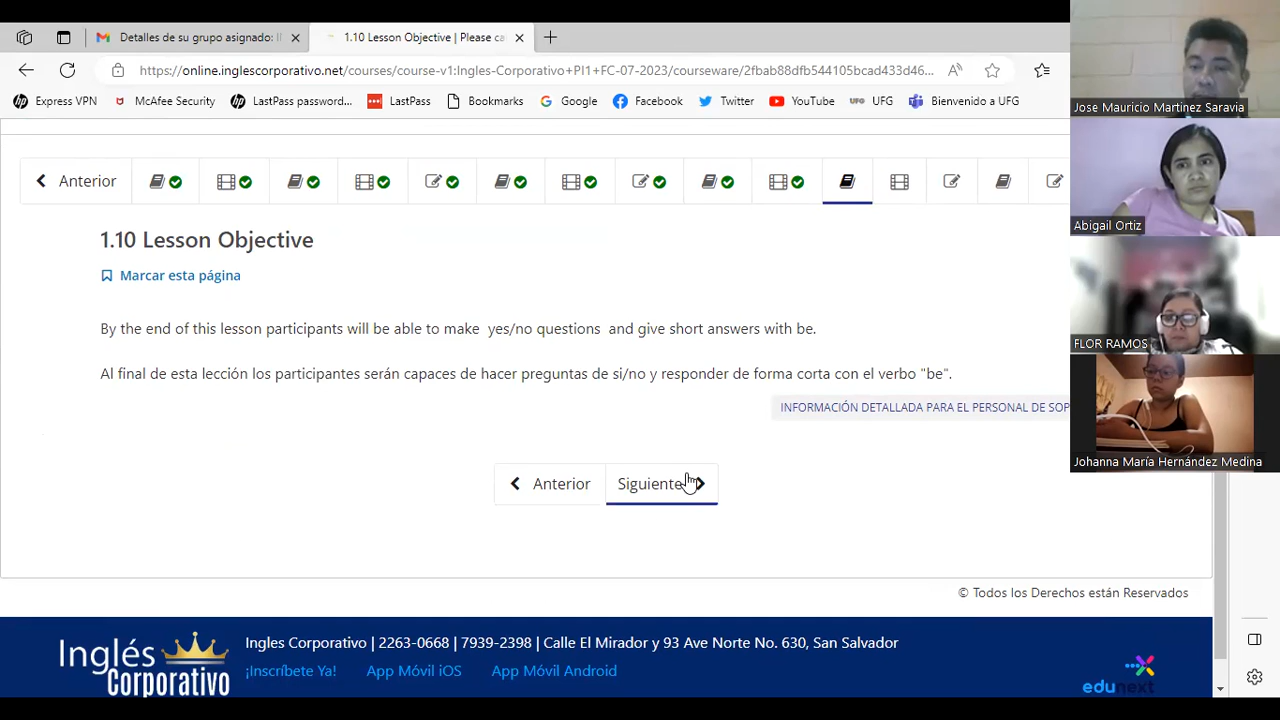 Detalles de su grupo asignado: I
1.10 Lesson Objective | Please ca
https://online.inglescorporativo.net/courses/course-v1:Ingles-Corporativo+PI1+FC-07-2023/courseware/2fbab88dfb544105bcad433d46...
Express VPN McAfee Security LastPass password... LastPass Bookmarks Google Facebook Twitter YouTube UFG Bienvenido a UFG
Jose Mauricio Martinez Saravia
Anterior
Abigail Ortiz
1.10 Lesson Objective
Marcar esta página
By the end of this lesson participants will be able to make yes/no questions and give short answers with be.
FLOR RAMOS
Al final de esta lección los participantes serán capaces de hacer preguntas de si/no y responder de forma corta con el verbo "be".
INFORMACIÓN DETALLADA PARA EL PERSONAL DE SOP
Johanna María Hernández Medina
Anterior Siguiente
© Todos los Derechos están Reservados
Inglés Corporativo
Ingles Corporativo | 2263-0668 | 7939-2398 | Calle El Mirador y 93 Ave Norte No. 630, San Salvador
¡Inscríbete Ya! App Móvil iOS App Móvil Android
edunext